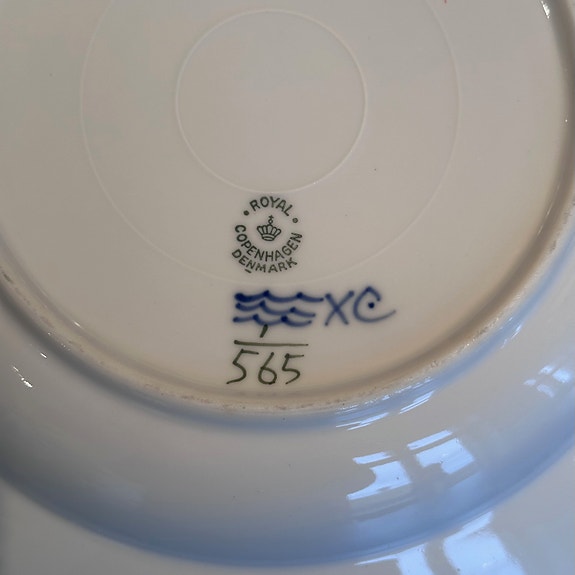 ROYAL
COPENHAGEN
DENMARK
XC
1
565